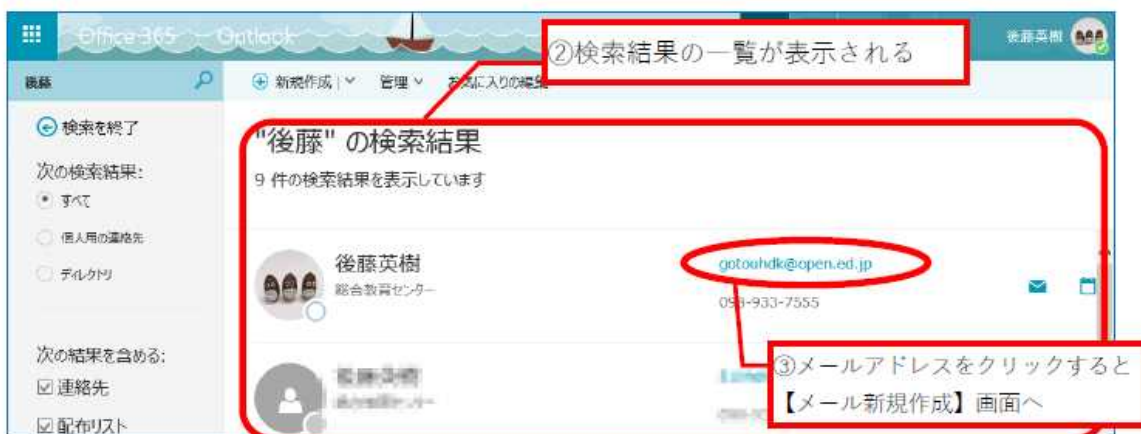 Office 365 Outlook
②検索結果の一覧が表示される
後藤英樹
後藤
新規作成 管理 お気に入りの編集
検索を終了
"後藤" の検索結果
次の検索結果:
9 件の検索結果を表示しています
すべて
個人用の連絡先
ディレクトリ
後藤英樹
総合教育センター
gotouhdk@open.ed.jp
098-933-7555
次の結果を含める:
連絡先
配布リスト
③メールアドレスをクリックすると
【メール新規作成】画面へ